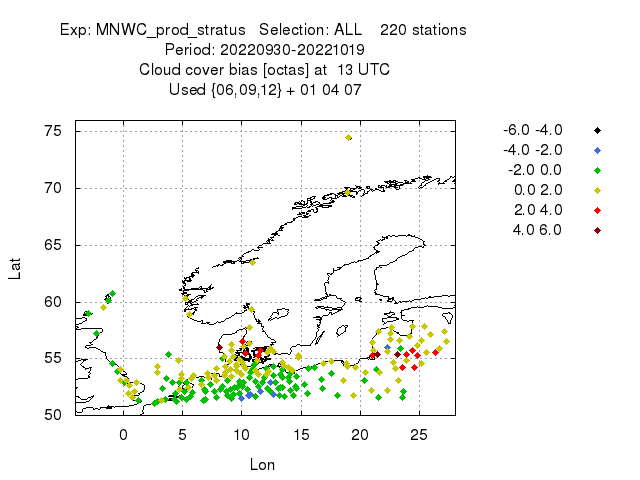 Exp: MNWC_prod_stratus   Selection: ALL    220 stations
Period: 20220930-20221019
Cloud cover bias [octas] at  13 UTC
Used {06,09,12} + 01 04 07
-6.0 -4.0
-4.0 -2.0
-2.0 0.0
0.0 2.0
2.0 4.0
4.0 6.0
Lat
75
70
65
60
55
50
0 5 10 15 20 25
Lon